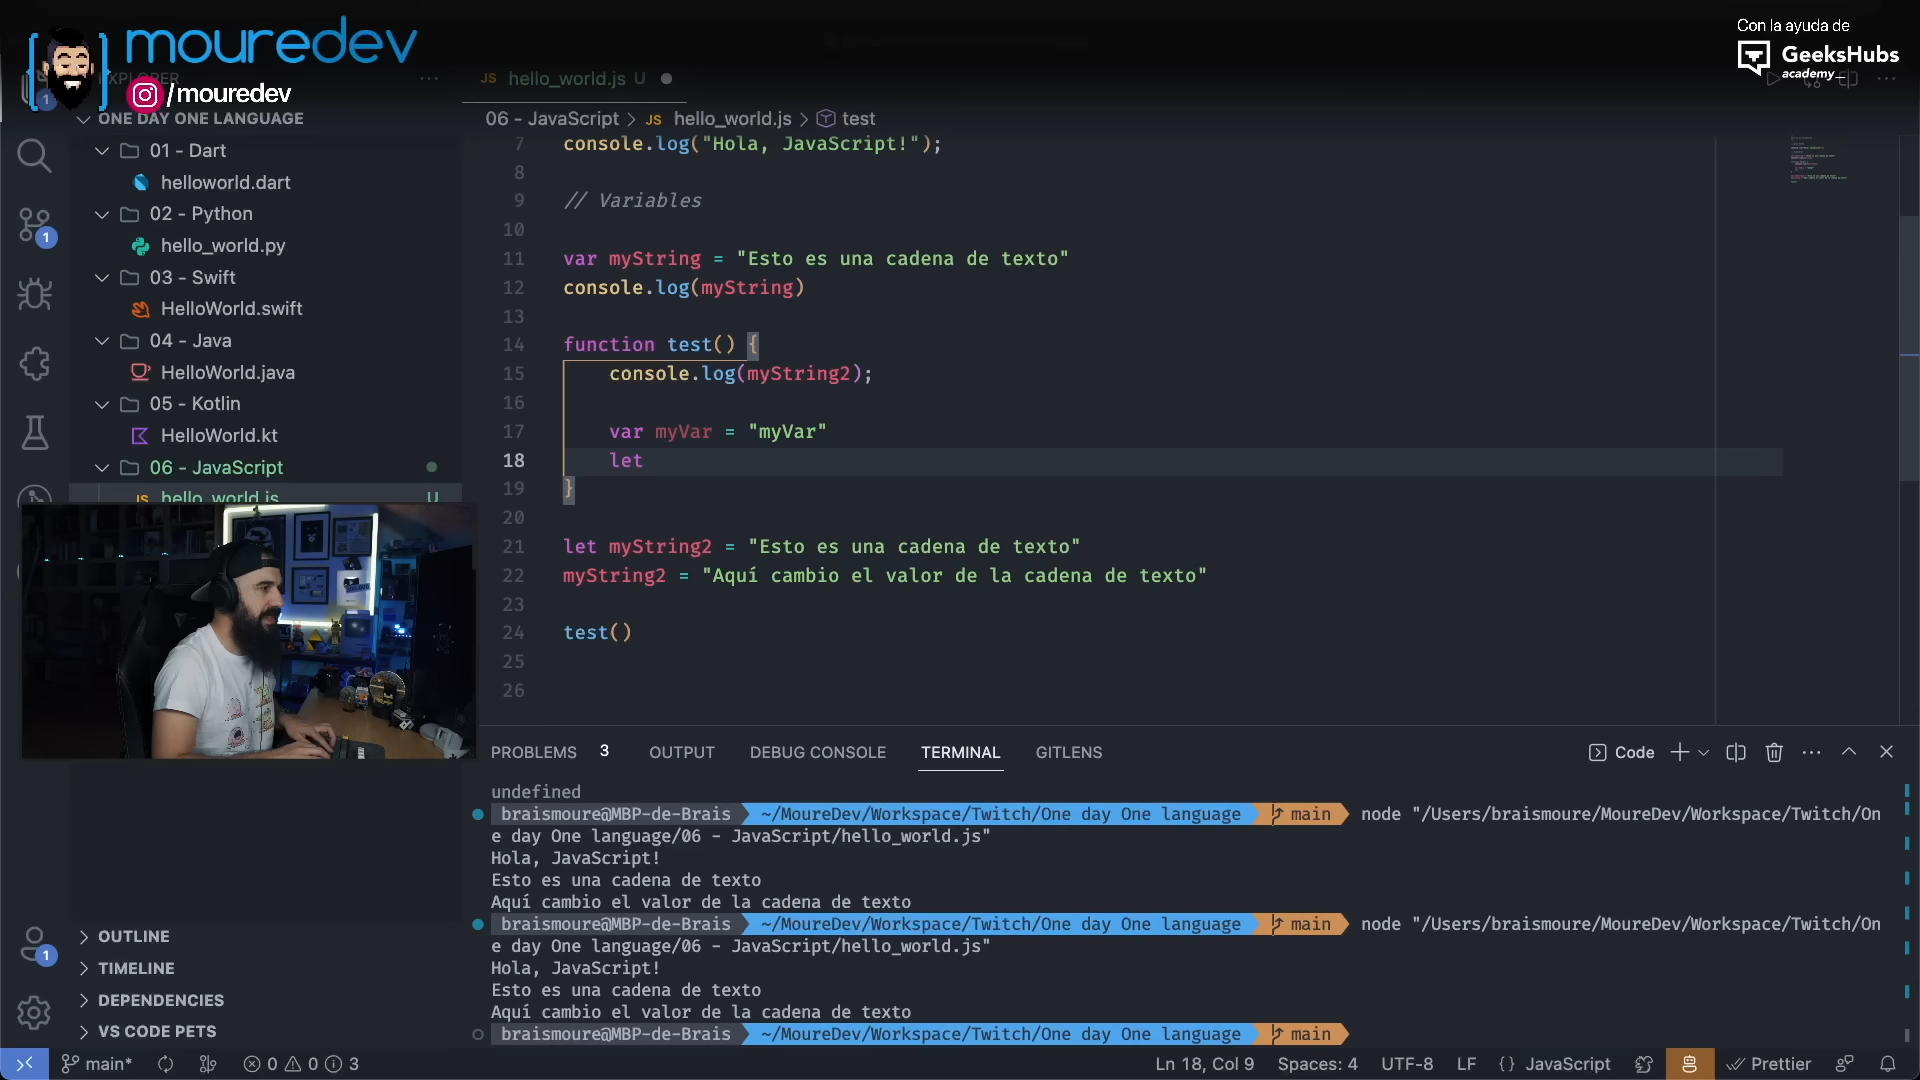 mouredev
/mouredev
Con la ayuda de
GeeksHubs
academy_
EXPLORER
ONE DAY ONE LANGUAGE
01 - Dart
helloworld.dart
02 - Python
hello_world.py
03 - Swift
HelloWorld.swift
04 - Java
HelloWorld.java
05 - Kotlin
HelloWorld.kt
06 - JavaScript
JS hello_world.js U
1
1
OUTLINE
TIMELINE
DEPENDENCIES
VS CODE PETS
1
JS hello_world.js U
06 - JavaScript > JS hello_world.js > test
7 console.log("Hola, JavaScript!");
8
9 // Variables
10
11 var myString = "Esto es una cadena de texto"
12 console.log(myString)
13
14 function test() {
15 console.log(myString2);
16
17 var myVar = "myVar"
18 let
19 }
20
21 let myString2 = "Esto es una cadena de texto"
22 myString2 = "Aquí cambio el valor de la cadena de texto"
23
24 test()
25
26
PROBLEMS 3 OUTPUT DEBUG CONSOLE TERMINAL GITLENS Code
undefined
braismoure@MBP-de-Brais ~/MoureDev/Workspace/Twitch/One day One language main node "/Users/braismoure/MoureDev/Workspace/Twitch/On
e day One language/06 - JavaScript/hello_world.js"
Hola, JavaScript!
Esto es una cadena de texto
Aquí cambio el valor de la cadena de texto
braismoure@MBP-de-Brais ~/MoureDev/Workspace/Twitch/One day One language main node "/Users/braismoure/MoureDev/Workspace/Twitch/On
e day One language/06 - JavaScript/hello_world.js"
Hola, JavaScript!
Esto es una cadena de texto
Aquí cambio el valor de la cadena de texto
braismoure@MBP-de-Brais ~/MoureDev/Workspace/Twitch/One day One language main
main* 0 0 3 Ln 18, Col 9 Spaces: 4 UTF-8 LF {} JavaScript Prettier